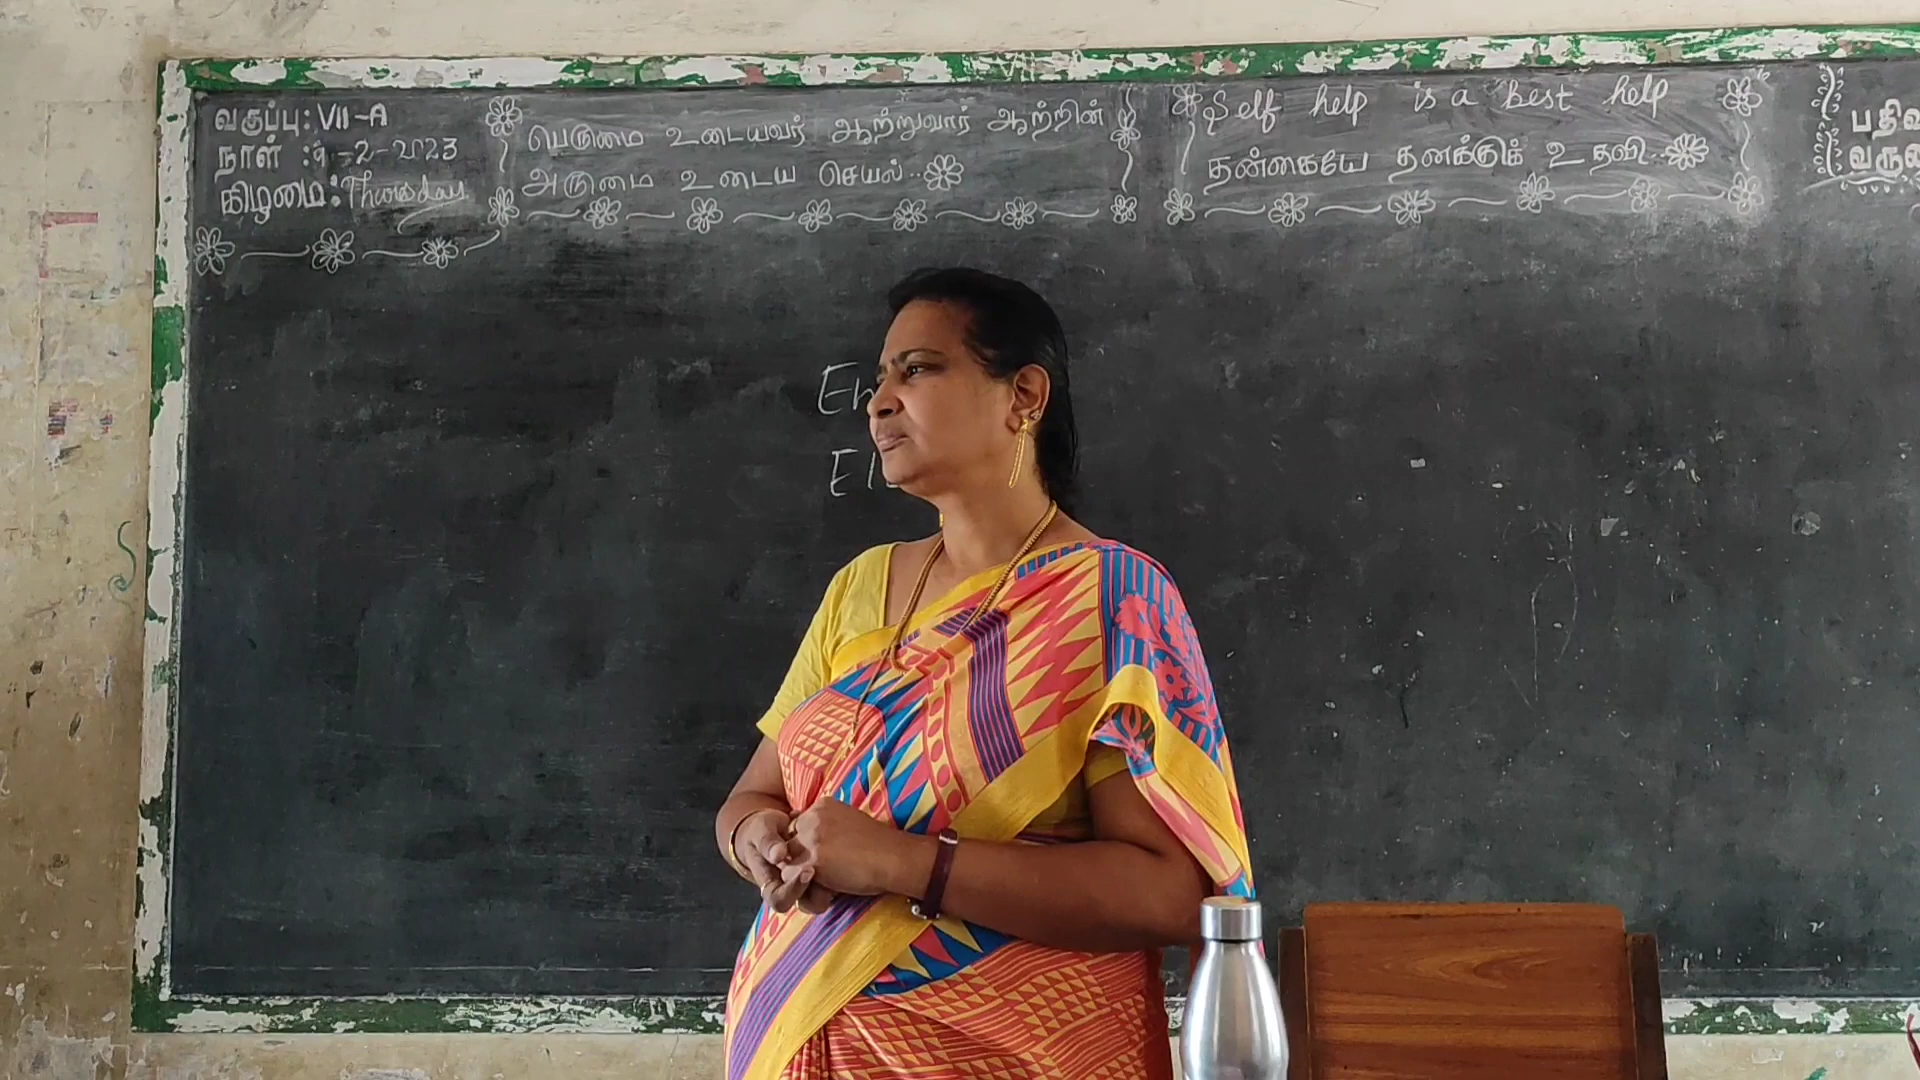 வகுப்பு: VII-A
நாள் : 9-2-2023
கிழமை: Thursday
பெருமை உடையவர் ஆற்றுவார் ஆற்றின்
அருமை உடைய செயல்..
Self help is a best help
தன்கையே தனக்குக் உதவி..